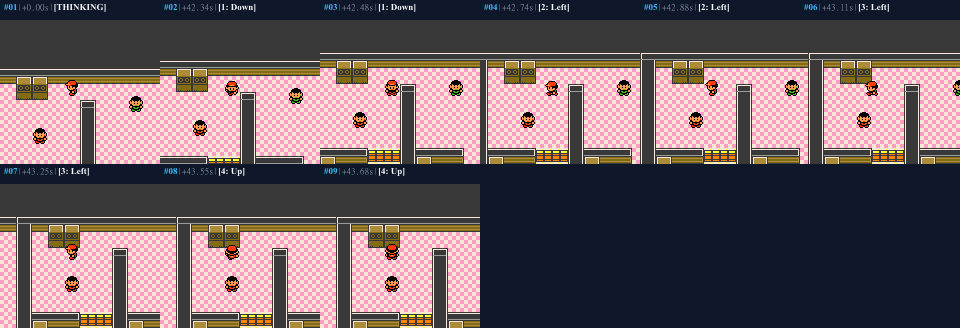 #01|+0.00s|[THINKING]
#02|+42.34s|[1: Down]
#03|+42.48s|[1: Down]
#04|+42.74s|[2: Left]
#05|+42.88s|[2: Left]
#06|+43.11s|[3: Left]
#07|+43.25s|[3: Left]
#08|+43.55s|[4: Up]
#09|+43.68s|[4: Up]